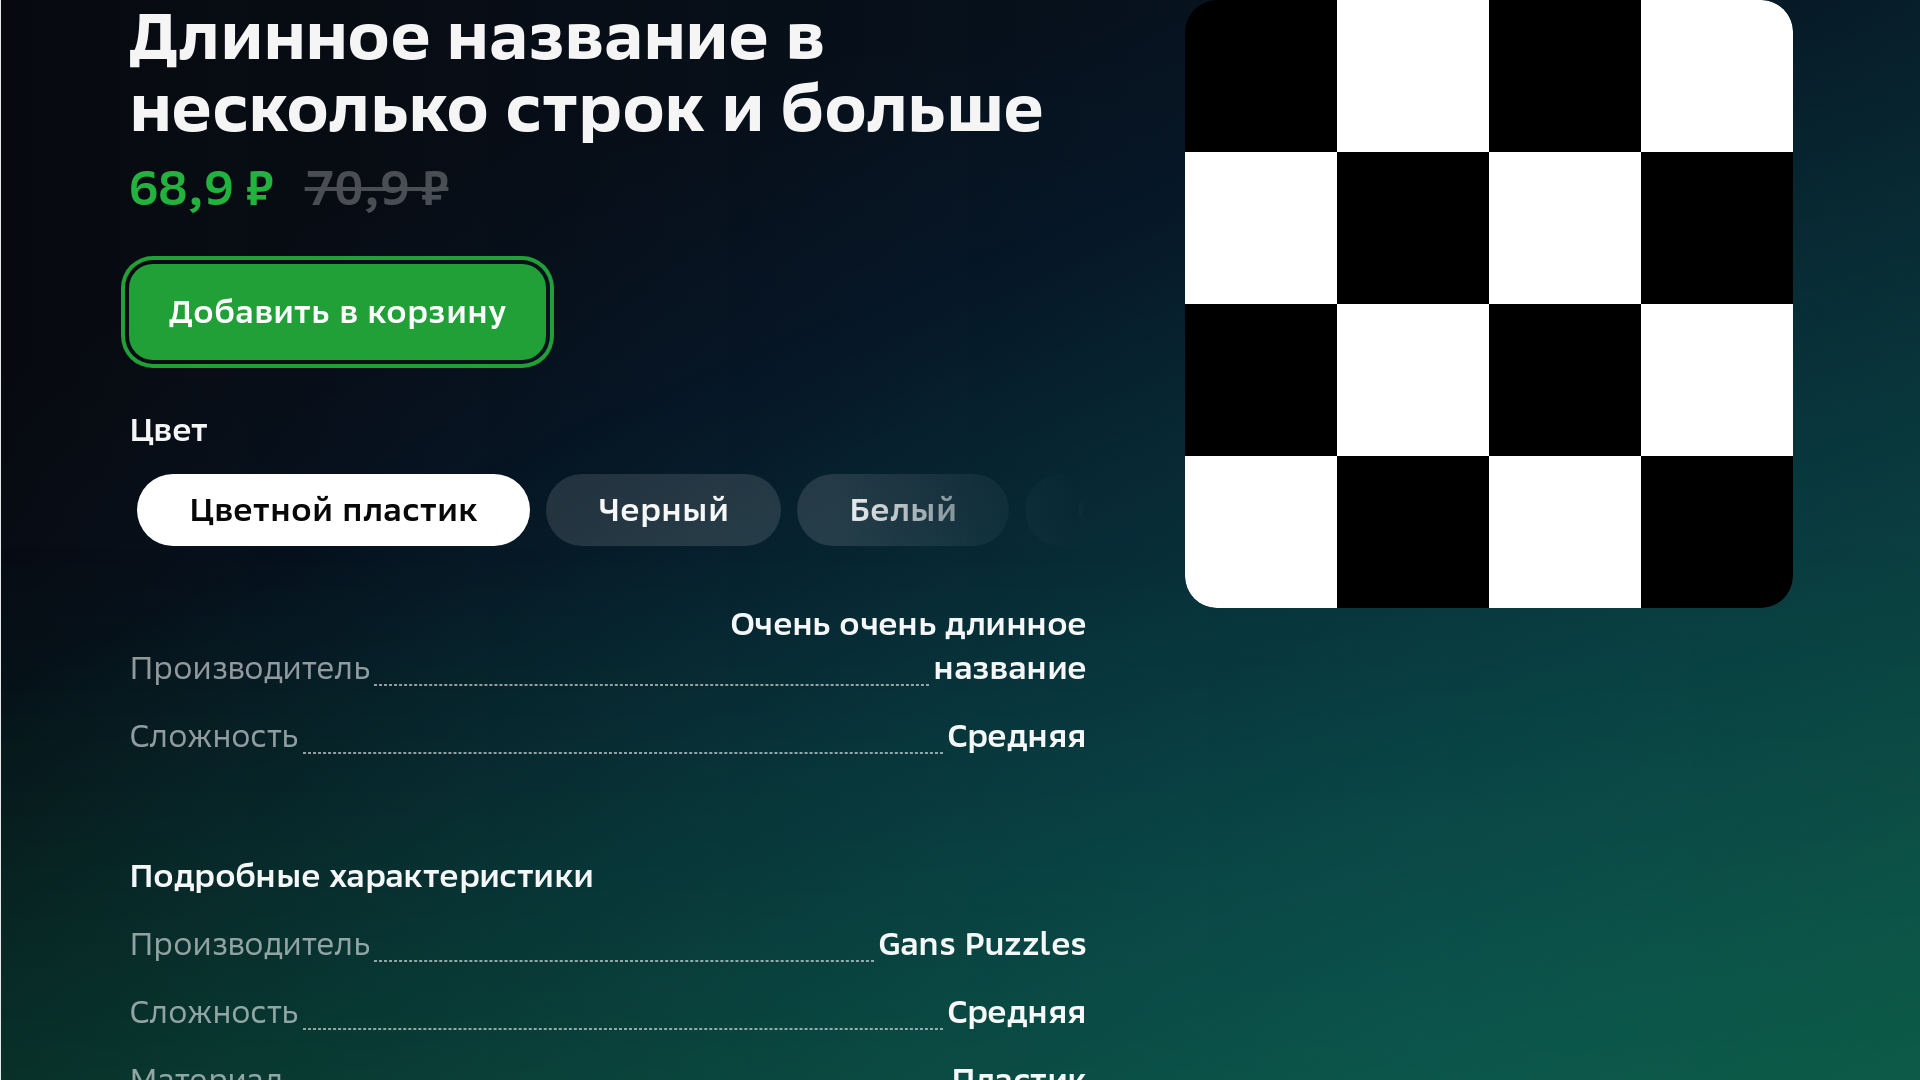 Длинное название в
несколько строк и больше
68,9 ₽ 70,9 ₽
Добавить в корзину
Цвет
Цветной пластик Черный Белый
Очень очень длинное
Производитель название
Сложность Средняя
Подробные характеристики
Производитель Gans Puzzles
Сложность Средняя
Материал Пластик